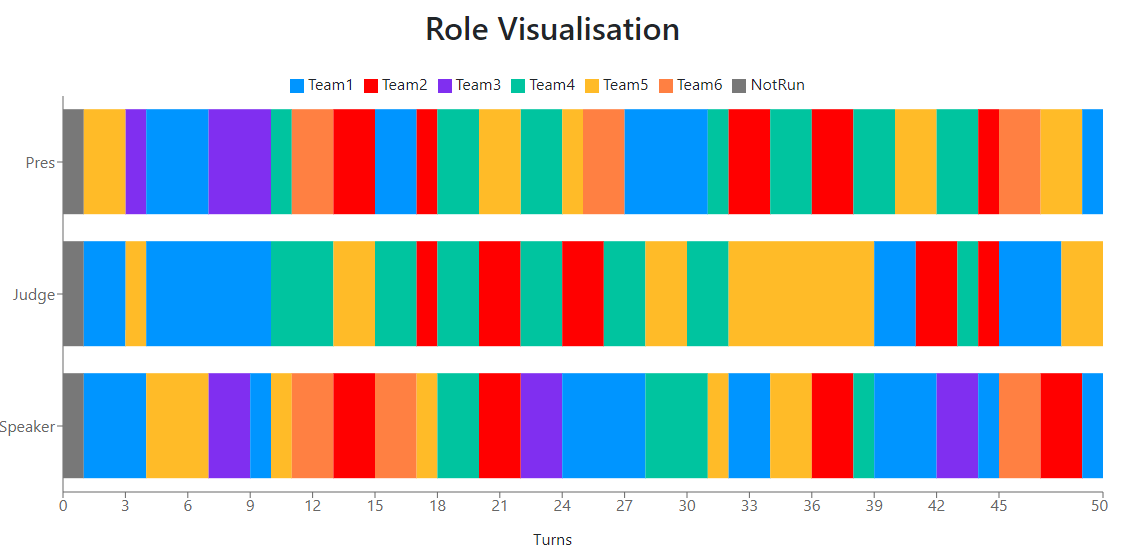 Role Visualisation
Team1 Team2 Team3 Team4 Team5 Team6 NotRun
Pres
Judge
Speaker
0 3 6 9 12 15 18 21 24 27 30 33 36 39 42 45 50
Turns